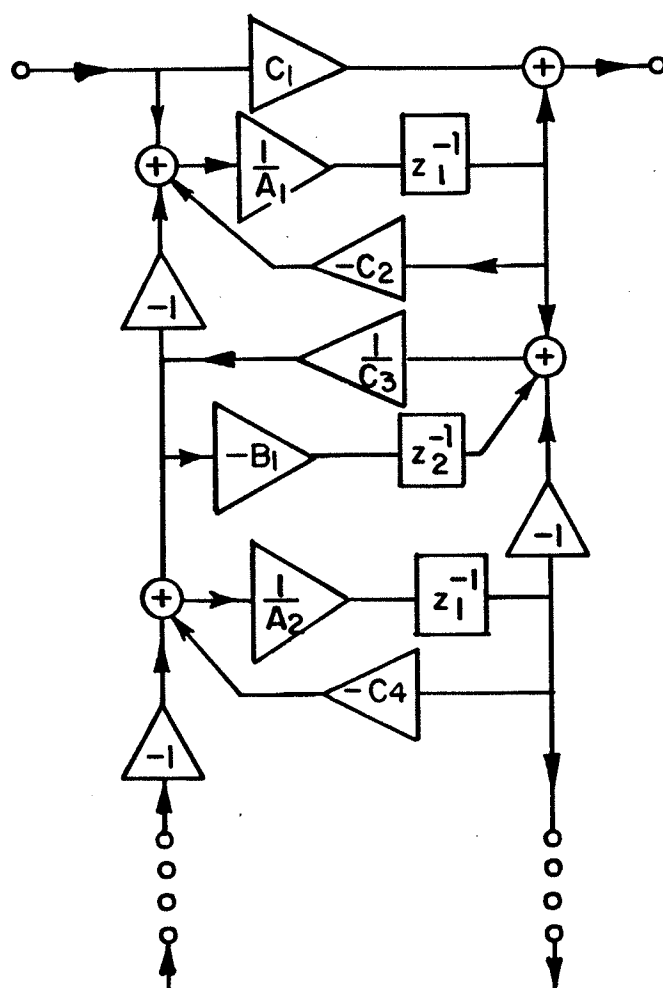 C₁
+
+
1/A₁
z₁⁻¹
-C₂
-1
1/C₃
+
-B₁
z₂⁻¹
-1
+
1/A₂
z₁⁻¹
-C4
-1